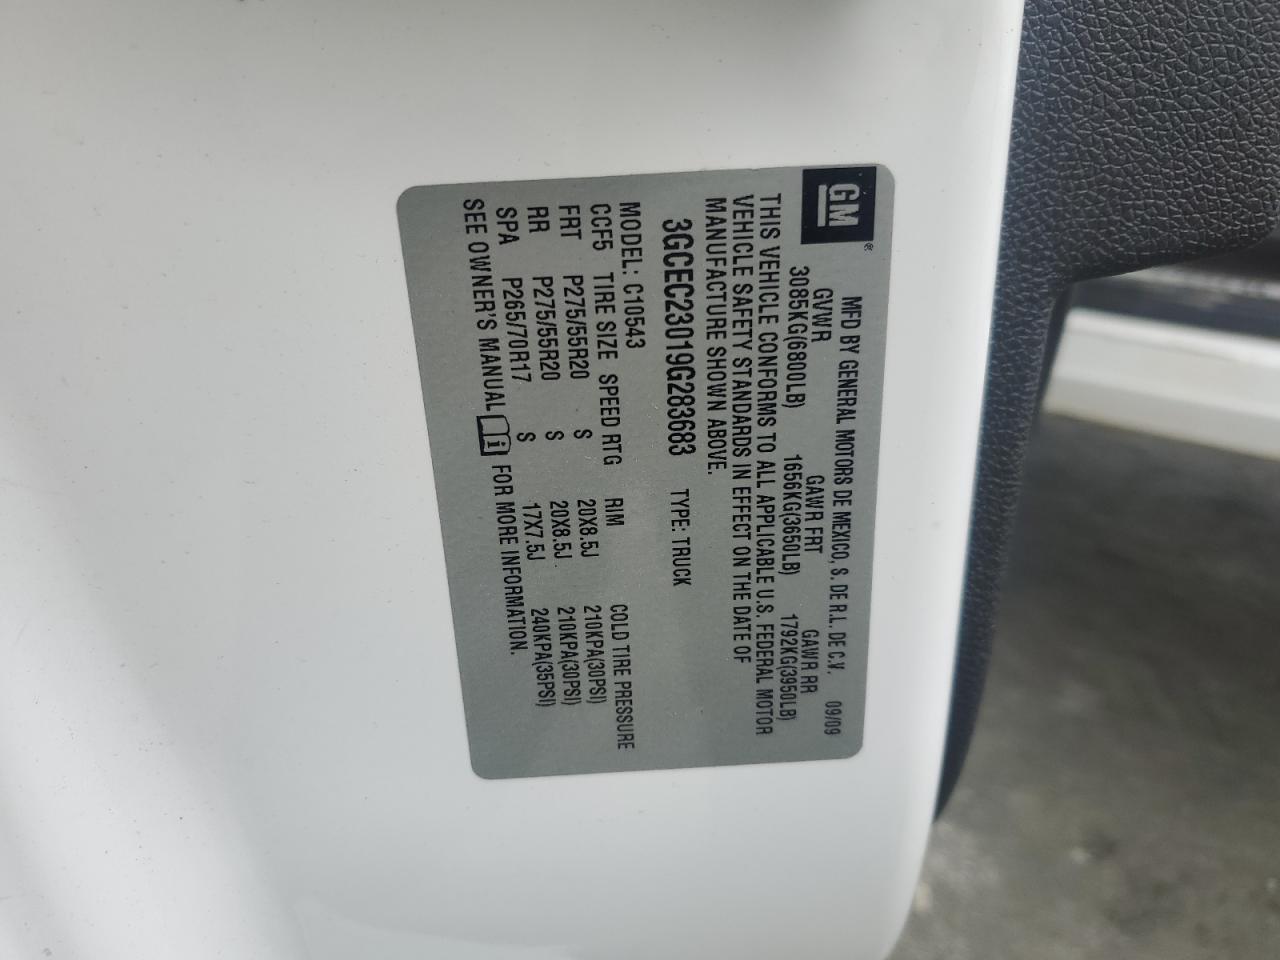 GM®
MFD BY GENERAL MOTORS DE MEXICO, S. DE R.L. DE C.V. 09/09
GVWR GAWR FRT GAWR RR
3085KG(6800LB) 1656KG(3650LB) 1792KG(3950LB)
THIS VEHICLE CONFORMS TO ALL APPLICABLE U.S. FEDERAL MOTOR
VEHICLE SAFETY STANDARDS IN EFFECT ON THE DATE OF
MANUFACTURE SHOWN ABOVE.
3GCEC23019G283683 TYPE: TRUCK
MODEL: C10543
CCF5 TIRE SIZE SPEED RTG RIM COLD TIRE PRESSURE
FRT P275/55R20 S 20X8.5J 210KPA(30PSI)
RR P275/55R20 S 20X8.5J 210KPA(30PSI)
SPA P265/70R17 S 17X7.5J 240KPA(35PSI)
SEE OWNER'S MANUAL i FOR MORE INFORMATION.